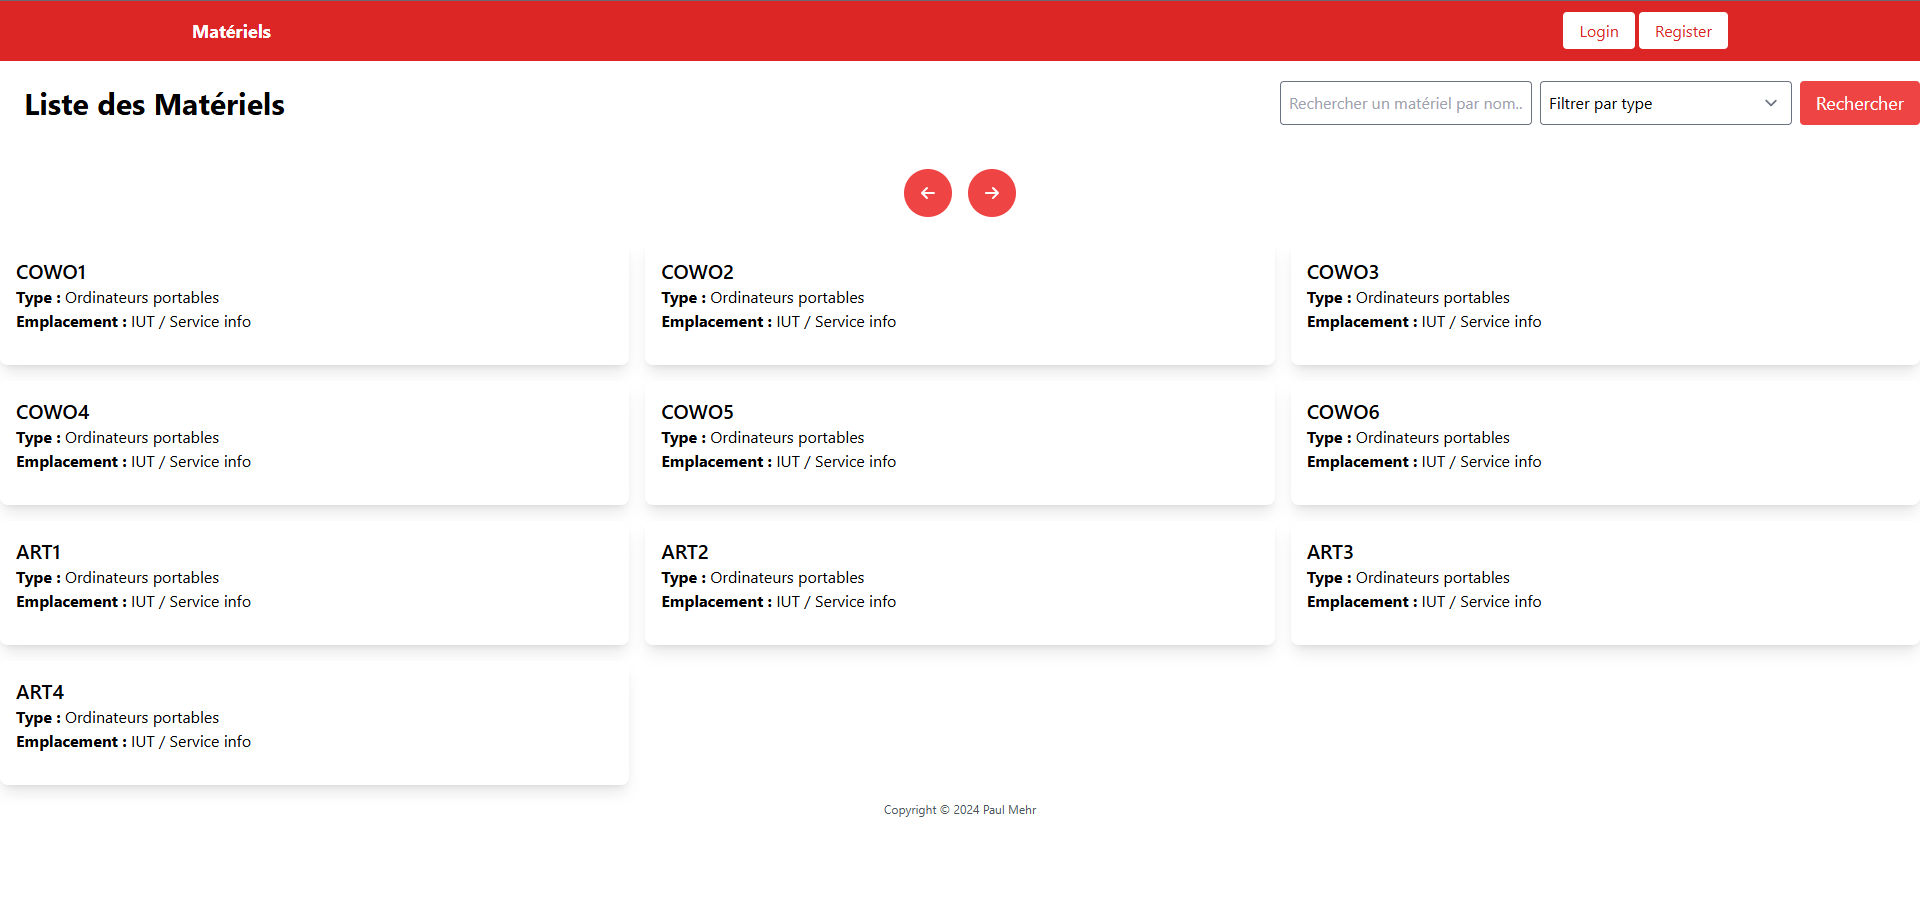 Matériels
Login
Register
Liste des Matériels
Rechercher un matériel par nom..
Filtrer par type
Rechercher
COWO1
Type : Ordinateurs portables
Emplacement : IUT / Service info
COWO2
Type : Ordinateurs portables
Emplacement : IUT / Service info
COWO3
Type : Ordinateurs portables
Emplacement : IUT / Service info
COWO4
Type : Ordinateurs portables
Emplacement : IUT / Service info
COWO5
Type : Ordinateurs portables
Emplacement : IUT / Service info
COWO6
Type : Ordinateurs portables
Emplacement : IUT / Service info
ART1
Type : Ordinateurs portables
Emplacement : IUT / Service info
ART2
Type : Ordinateurs portables
Emplacement : IUT / Service info
ART3
Type : Ordinateurs portables
Emplacement : IUT / Service info
ART4
Type : Ordinateurs portables
Emplacement : IUT / Service info
Copyright © 2024 Paul Mehr